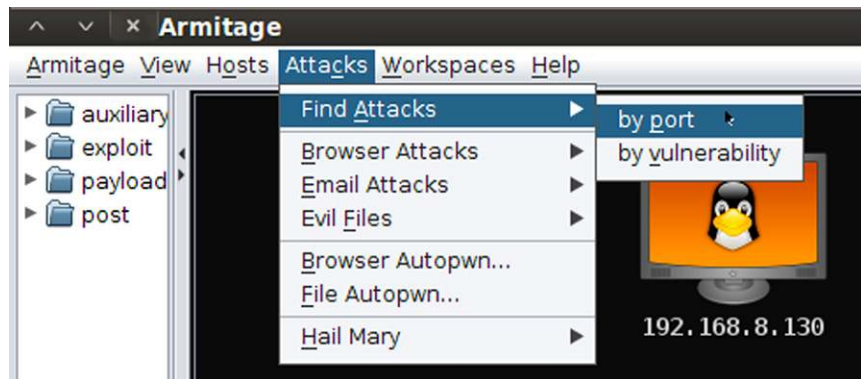 Armitage
Armitage View Hosts Attacks Workspaces Help
auxiliary
exploit
payload
post
Find Attacks
Browser Attacks
Email Attacks
Evil Files
Browser Autopwn...
File Autopwn...
Hail Mary
by port
by vulnerability
192.168.8.130